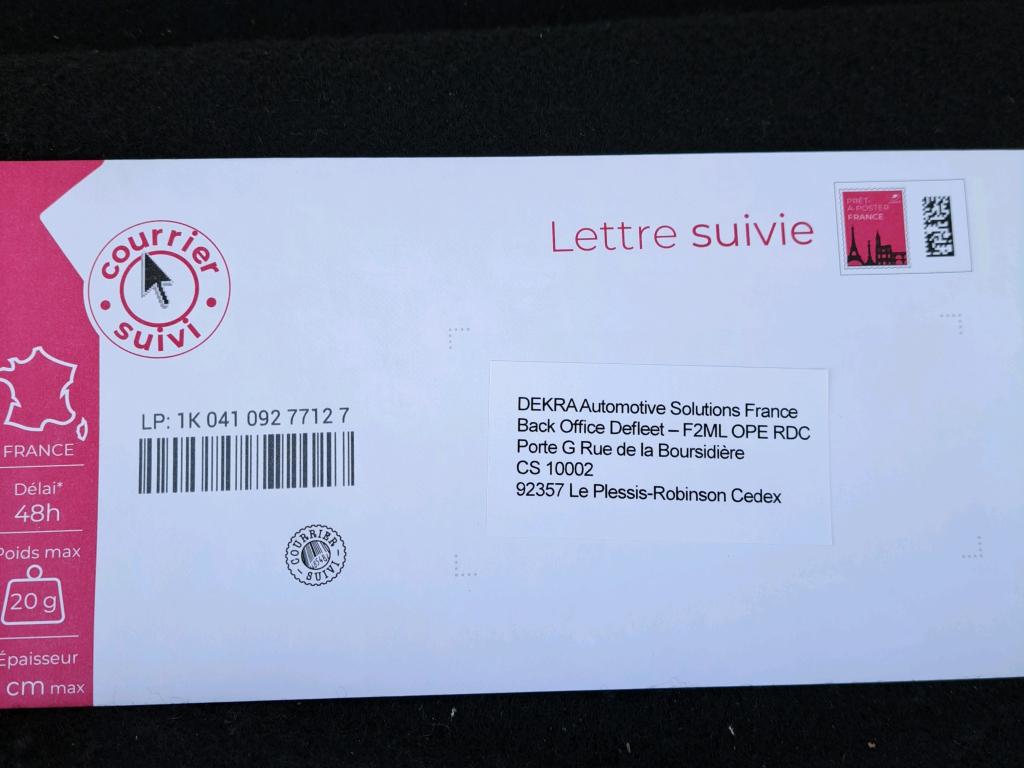 Lettre suivie
PRÊT-
À-POSTER
FRANCE
courrier
suivi
LP: 1K 041 092 7712 7
DEKRA Automotive Solutions France
Back Office Defleet – F2ML OPE RDC
Porte G Rue de la Boursidière
CS 10002
92357 Le Plessis-Robinson Cedex
FRANCE
Délai*
48h
Poids max
20 g
Épaisseur
cm max
COURRIER
SUIVI